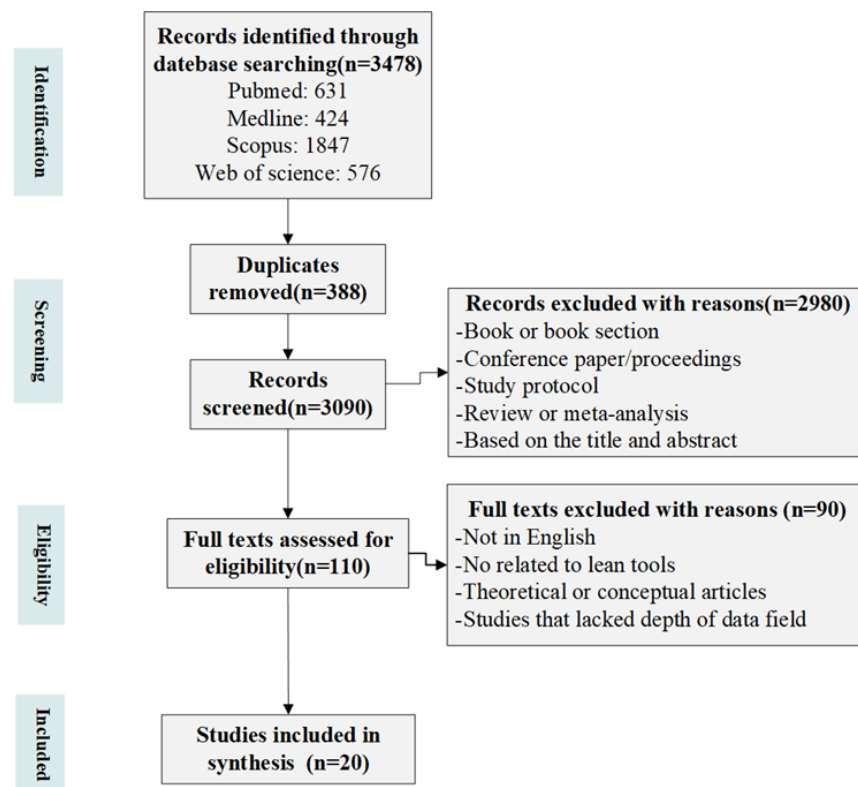 Identification
Records identified through
datebase searching(n=3478)
Pubmed: 631
Medline: 424
Scopus: 1847
Web of science: 576
Screening
Duplicates
removed(n=388)
Records
screened(n=3090)
Records excluded with reasons(n=2980)
-Book or book section
-Conference paper/proceedings
-Study protocol
-Review or meta-analysis
-Based on the title and abstract
Eligibility
Full texts assessed for
eligibility(n=110)
Full texts excluded with reasons (n=90)
-Not in English
-No related to lean tools
-Theoretical or conceptual articles
-Studies that lacked depth of data field
Included
Studies included in
synthesis (n=20)